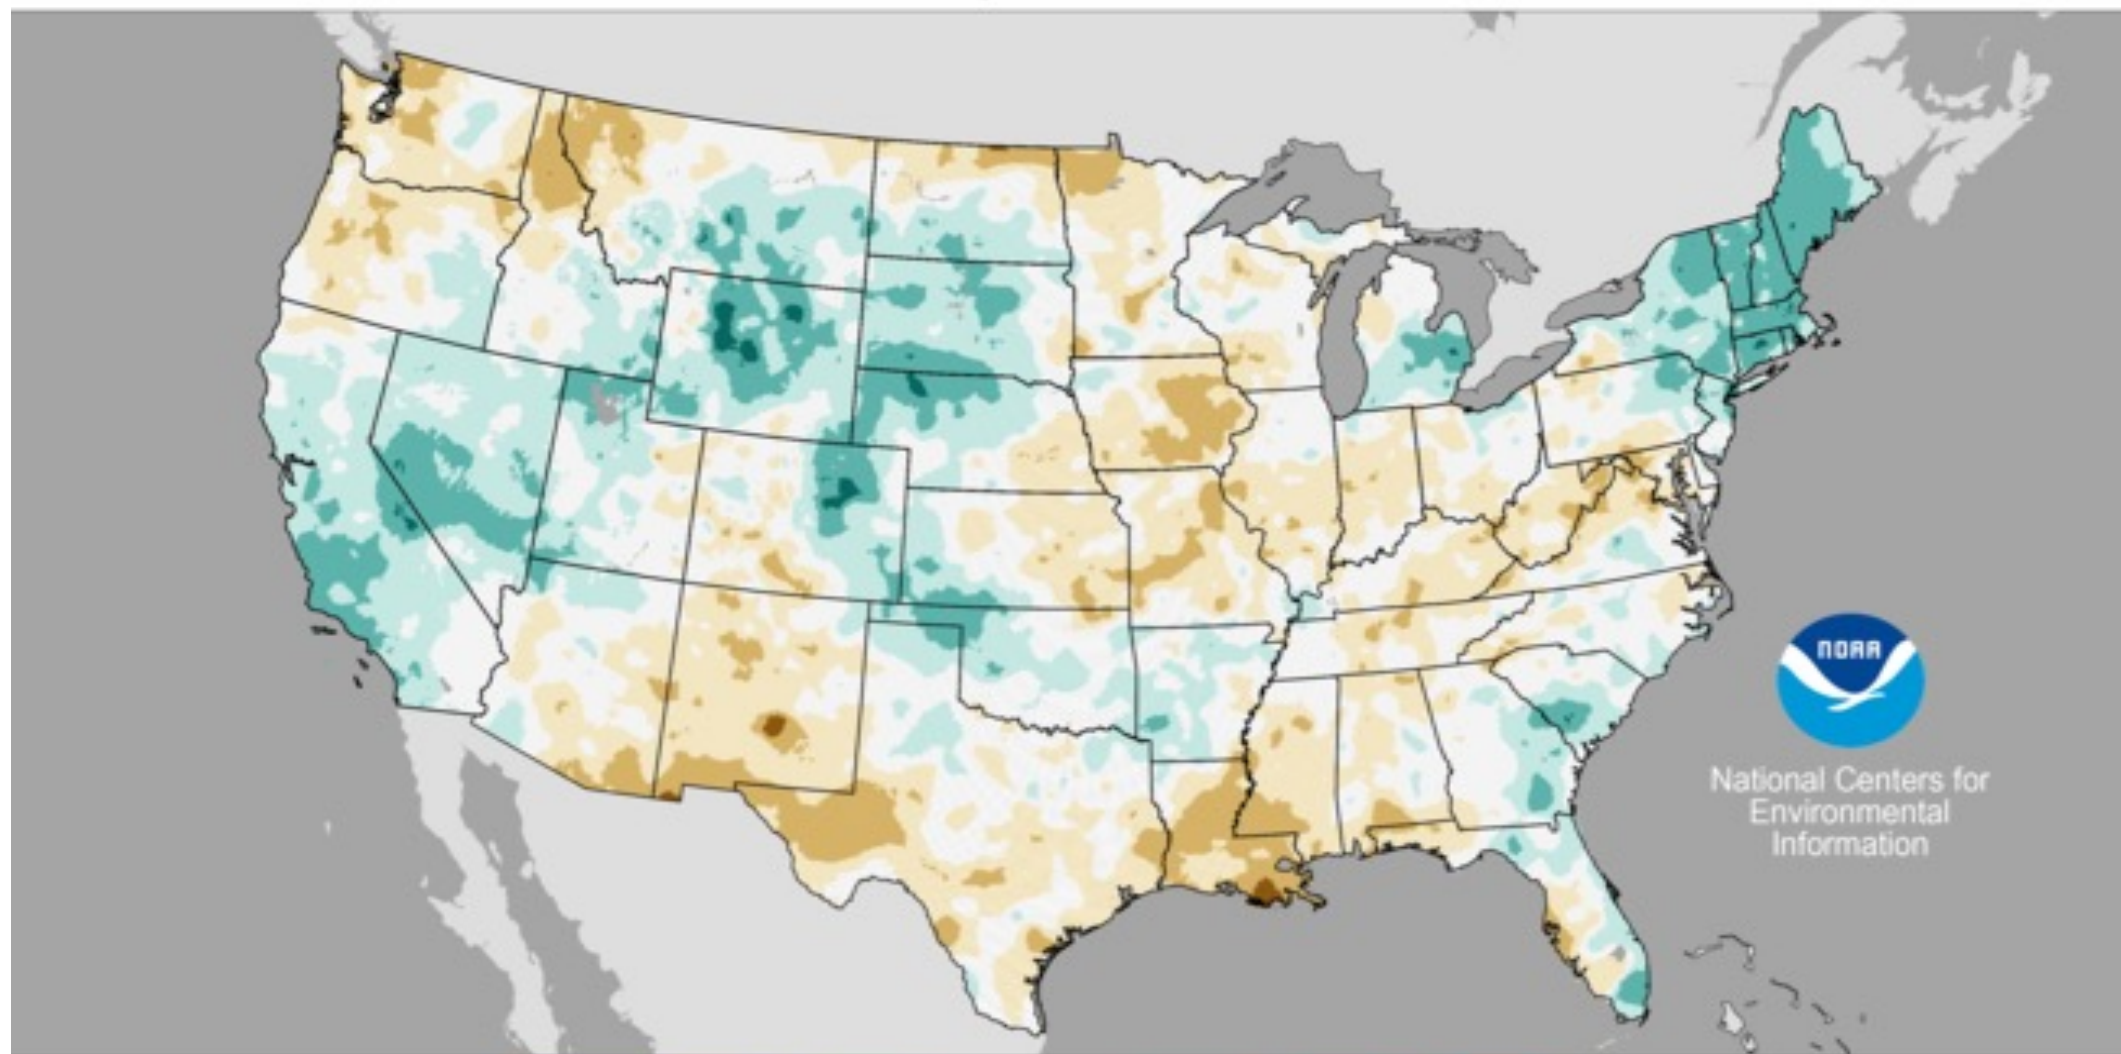 NOAA
National Centers for
Environmental
Information